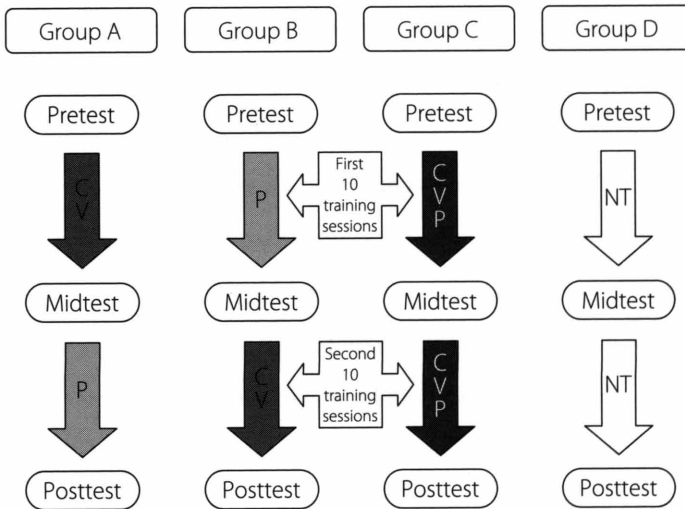 Group A
Group B
Group C
Group D
Pretest
Pretest
Pretest
Pretest
C
V
P
First
10
training
sessions
C
V
P
NT
Midtest
Midtest
Midtest
Midtest
P
C
V
Second
10
training
sessions
C
V
P
NT
Posttest
Posttest
Posttest
Posttest